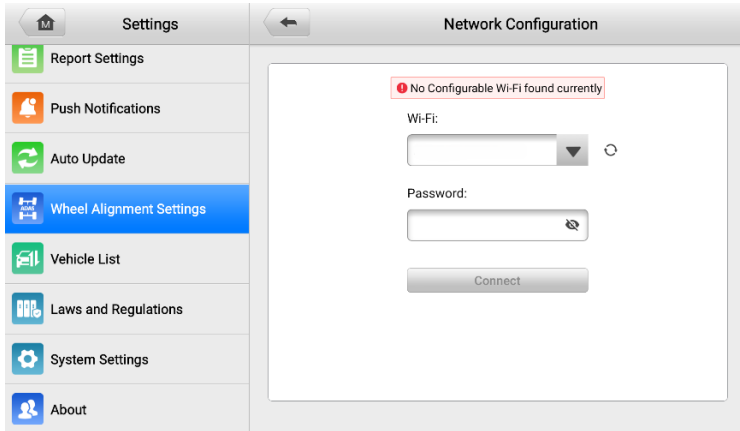 Settings
Network Configuration
Report Settings
Push Notifications
Auto Update
Wheel Alignment Settings
Vehicle List
Laws and Regulations
System Settings
About
No Configurable Wi-Fi found currently
Wi-Fi:
Password:
Connect
M
ADAS